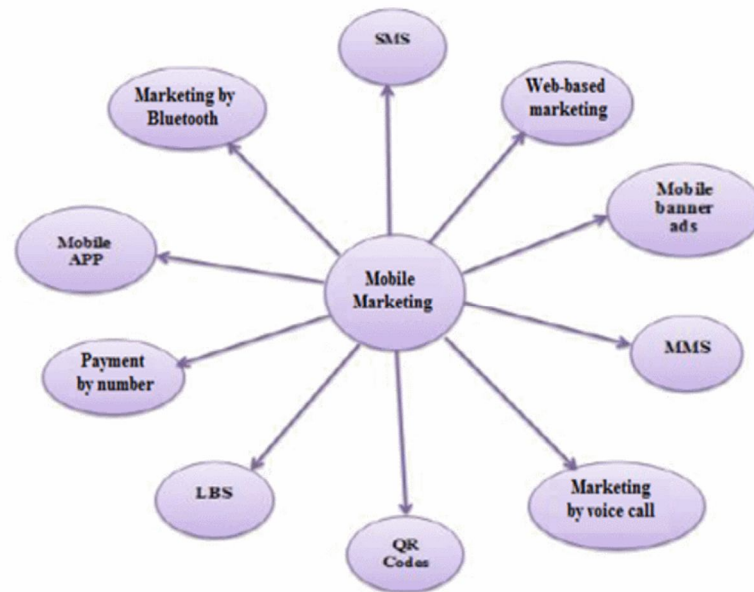 SMS
Marketing by
Bluetooth
Web-based
marketing
Mobile
banner
ads
Mobile
APP
Mobile
Marketing
Payment
by number
MMS
LBS
Marketing
by voice call
QR
Codes